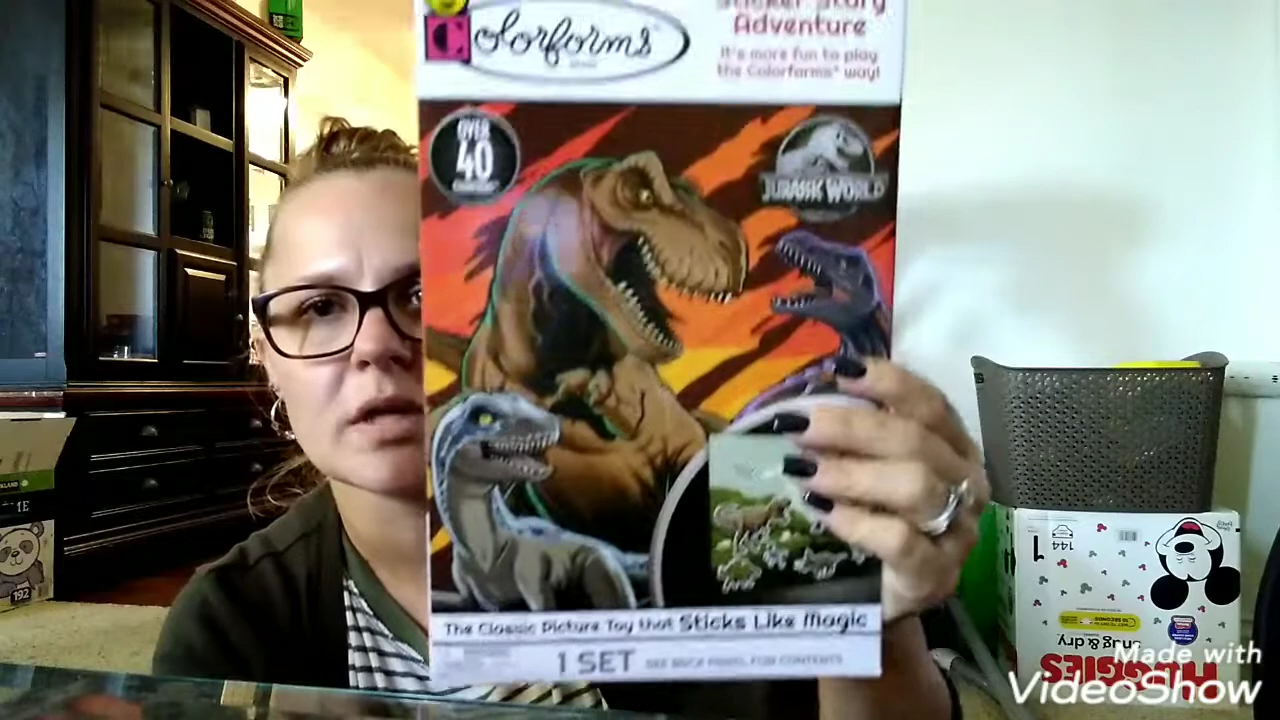 Colorforms
Sticker Story
Adventure
It's more fun to play
the Colorforms® way!
OVER
40
JURASSIC WORLD
The Classic Picture Toy that Sticks Like Magic
1 SET SEE BACK PANEL FOR CONTENTS
192
1
144
snug & dry
HUGGIES
Made with
VideoShow